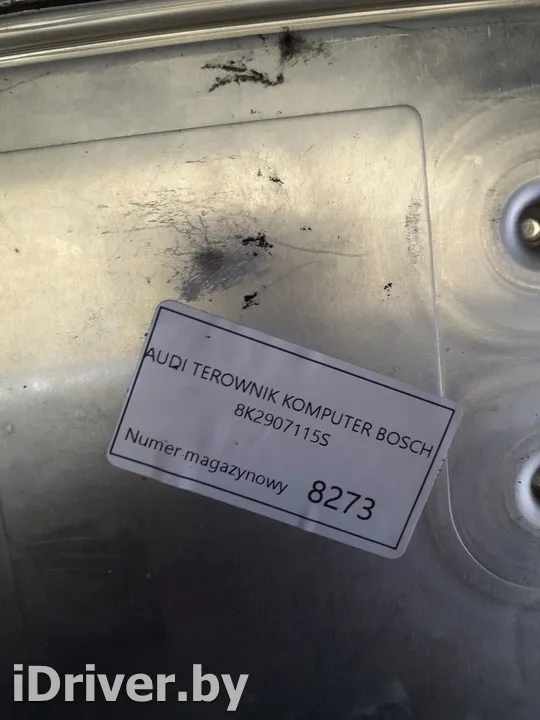 AUDI TEROWNIK KOMPUTER BOSCH
8K2907115S
Numer magazynowy 8273
iDriver.by